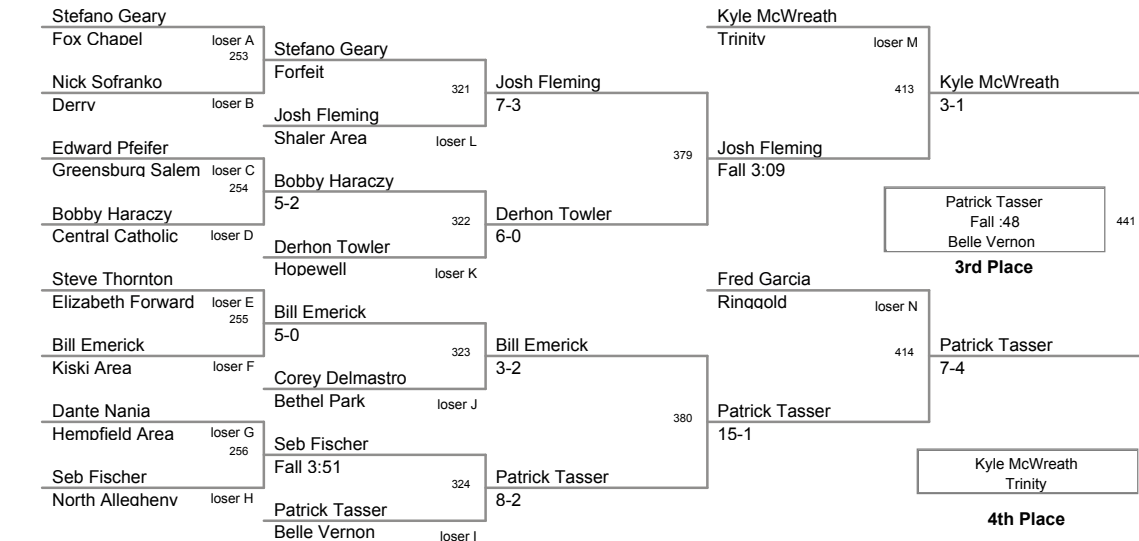 Stefano Geary
Fox Chapel
loser A
253
Nick Sofranko
Derry
loser B
Edward Pfeifer
Greensburg Salem
loser C
254
Bobby Haraczy
Central Catholic
loser D
Steve Thornton
Elizabeth Forward
loser E
255
Bill Emerick
Kiski Area
loser F
Dante Nania
Hempfield Area
loser G
256
Seb Fischer
North Allegheny
loser H
Stefano Geary
Forfeit
321
Josh Fleming
Shaler Area
loser L
Bobby Haraczy
5-2
322
Derhon Towler
Hopewell
loser K
Bill Emerick
5-0
323
Corey Delmastro
Bethel Park
loser J
Seb Fischer
Fall 3:51
324
Patrick Tasser
Belle Vernon
loser I
Josh Fleming
7-3
379
Derhon Towler
6-0
Bill Emerick
3-2
380
Patrick Tasser
8-2
Kyle McWreath
Trinity
loser M
413
Josh Fleming
Fall 3:09
Fred Garcia
Ringgold
loser N
414
Patrick Tasser
15-1
Kyle McWreath
3-1
Patrick Tasser
Fall :48
Belle Vernon
441
3rd Place
Patrick Tasser
7-4
Kyle McWreath
Trinity
4th Place